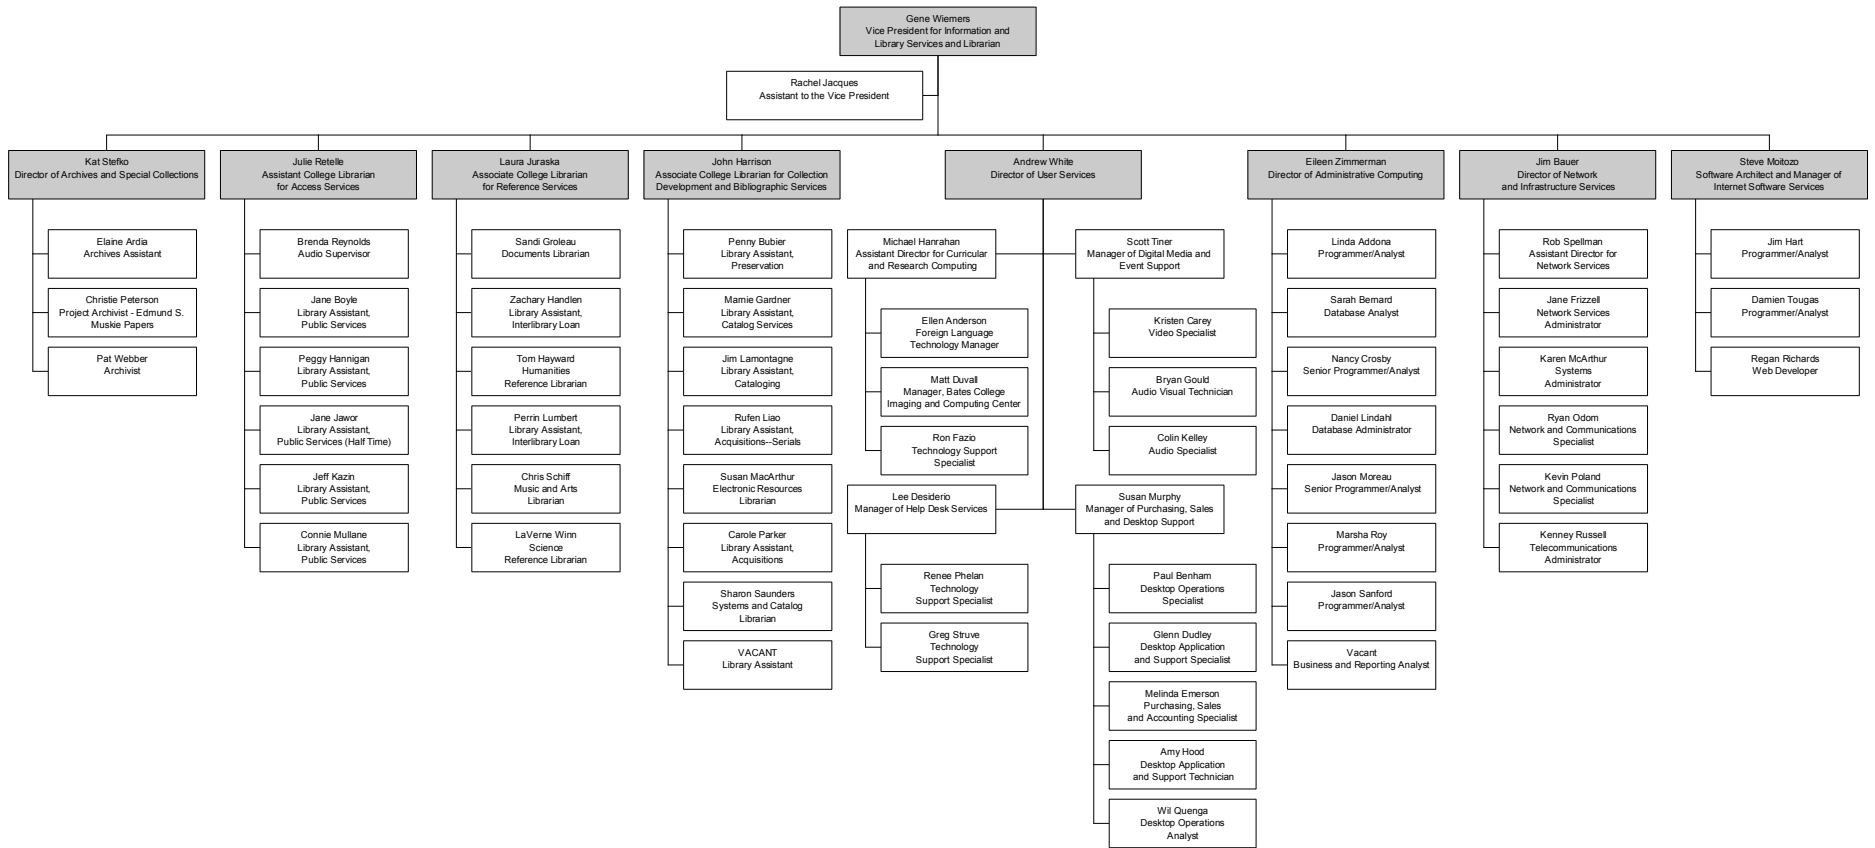 Gene Wiemers
Vice President for Information and
Library Services and Librarian
Rachel Jacques
Assistant to the Vice President
Kat Stefko
Director of Archives and Special Collections
Elaine Ardia
Archives Assistant
Christie Peterson
Project Archivist - Edmund S.
Muskie Papers
Pat Webber
Archivist
Julie Retelle
Assistant College Librarian
for Access Services
Brenda Reynolds
Audio Supervisor
Jane Boyle
Library Assistant,
Public Services
Peggy Hannigan
Library Assistant,
Public Services
Jane Jawor
Library Assistant,
Public Services (Half Time)
Jeff Kazin
Library Assistant,
Public Services
Connie Mullane
Library Assistant,
Public Services
Laura Juraska
Associate College Librarian
for Reference Services
Sandi Groleau
Documents Librarian
Zachary Handlen
Library Assistant,
Interlibrary Loan
Tom Hayward
Humanities
Reference Librarian
Perrin Lumbert
Library Assistant,
Interlibrary Loan
Chris Schiff
Music and Arts
Librarian
LaVerne Winn
Science
Reference Librarian
John Harrison
Associate College Librarian for Collection
Development and Bibliographic Services
Penny Bubier
Library Assistant,
Preservation
Mamie Gardner
Library Assistant,
Catalog Services
Jim Lamontagne
Library Assistant,
Cataloging
Rufen Liao
Library Assistant,
Acquisitions--Serials
Susan MacArthur
Electronic Resources
Librarian
Carole Parker
Library Assistant,
Acquisitions
Sharon Saunders
Systems and Catalog
Librarian
VACANT
Library Assistant
Andrew White
Director of User Services
Michael Hanrahan
Assistant Director for Curricular
and Research Computing
Ellen Anderson
Foreign Language
Technology Manager
Matt Duvall
Manager, Bates College
Imaging and Computing Center
Ron Fazio
Technology Support
Specialist
Scott Tiner
Manager of Digital Media and
Event Support
Kristen Carey
Video Specialist
Bryan Gould
Audio Visual Technician
Colin Kelley
Audio Specialist
Lee Desiderio
Manager of Help Desk Services
Renee Phelan
Technology
Support Specialist
Greg Struve
Technology
Support Specialist
Susan Murphy
Manager of Purchasing, Sales
and Desktop Support
Paul Benham
Desktop Operations
Specialist
Glenn Dudley
Desktop Application
and Support Specialist
Melinda Emerson
Purchasing, Sales
and Accounting Specialist
Amy Hood
Desktop Application
and Support Technician
Wil Quenga
Desktop Operations
Analyst
Eileen Zimmerman
Director of Administrative Computing
Linda Addona
Programmer/Analyst
Sarah Bernard
Database Analyst
Nancy Crosby
Senior Programmer/Analyst
Daniel Lindahl
Database Administrator
Jason Moreau
Senior Programmer/Analyst
Marsha Roy
Programmer/Analyst
Jason Sanford
Programmer/Analyst
Vacant
Business and Reporting Analyst
Jim Bauer
Director of Network
and Infrastructure Services
Rob Spellman
Assistant Director for
Network Services
Jane Frizzell
Network Services
Administrator
Karen McArthur
Systems
Administrator
Ryan Odom
Network and Communications
Specialist
Kevin Poland
Network and Communications
Specialist
Kenney Russell
Telecommunications
Administrator
Steve Moitozo
Software Architect and Manager of
Internet Software Services
Jim Hart
Programmer/Analyst
Damien Tougas
Programmer/Analyst
Regan Richards
Web Developer